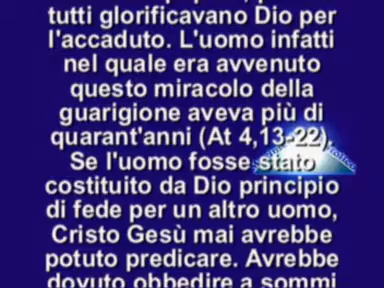 tutti glorificavano Dio per
l'accaduto. L'uomo infatti
nel quale era avvenuto
questo miracolo della
guarigione aveva più di
quarant'anni (At 4,13-22).
Se l'uomo fosse stato
costituito da Dio principio
di fede per un altro uomo,
Cristo Gesù mai avrebbe
potuto predicare. Avrebbe
dovuto obbedire a sommi